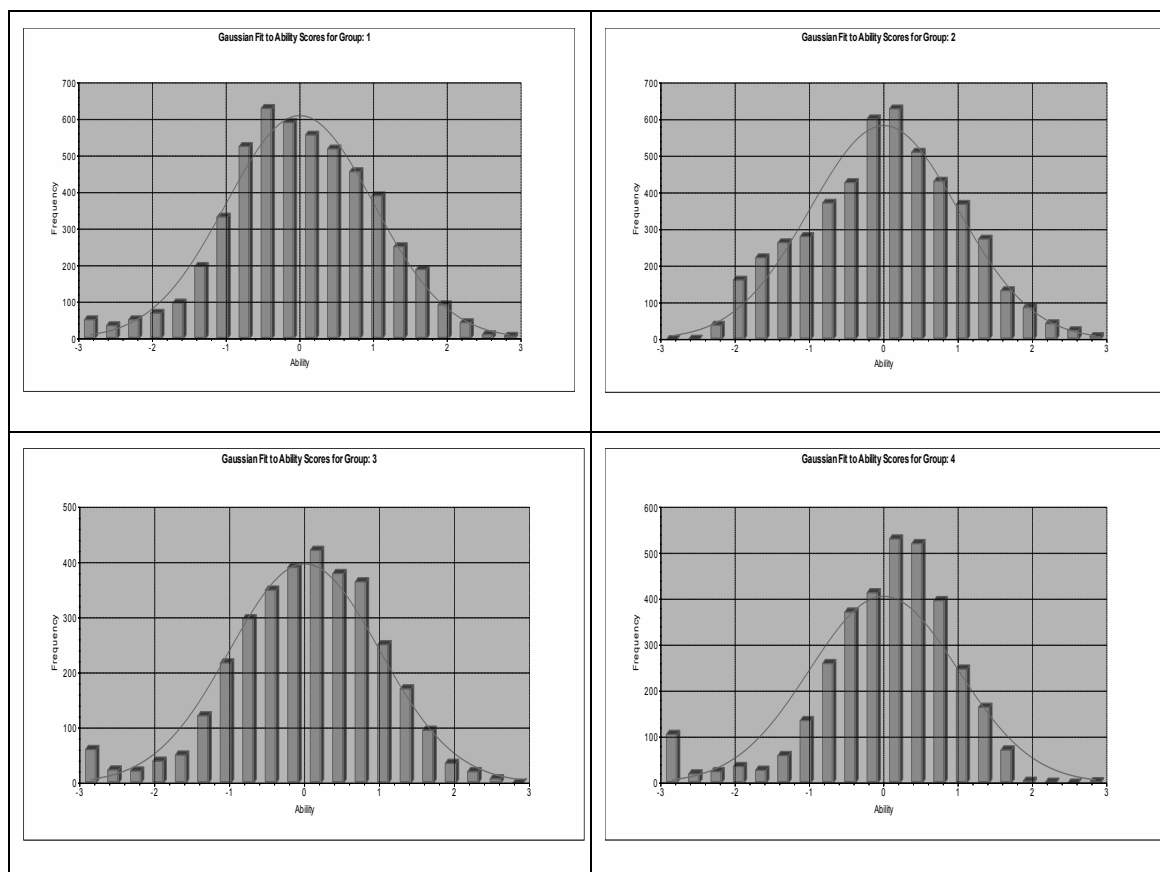 Gaussian Fit to Ability Scores for Group: 1
700
600
500
400
300
200
100
0
Frequency
-3 -2 -1 0 1 2 3
Ability
Gaussian Fit to Ability Scores for Group: 2
700
600
500
400
300
200
100
0
Frequency
-3 -2 -1 0 1 2 3
Ability
Gaussian Fit to Ability Scores for Group: 3
500
400
300
200
100
0
Frequency
-3 -2 -1 0 1 2 3
Ability
Gaussian Fit to Ability Scores for Group: 4
600
500
400
300
200
100
0
Frequency
-3 -2 -1 0 1 2 3
Ability